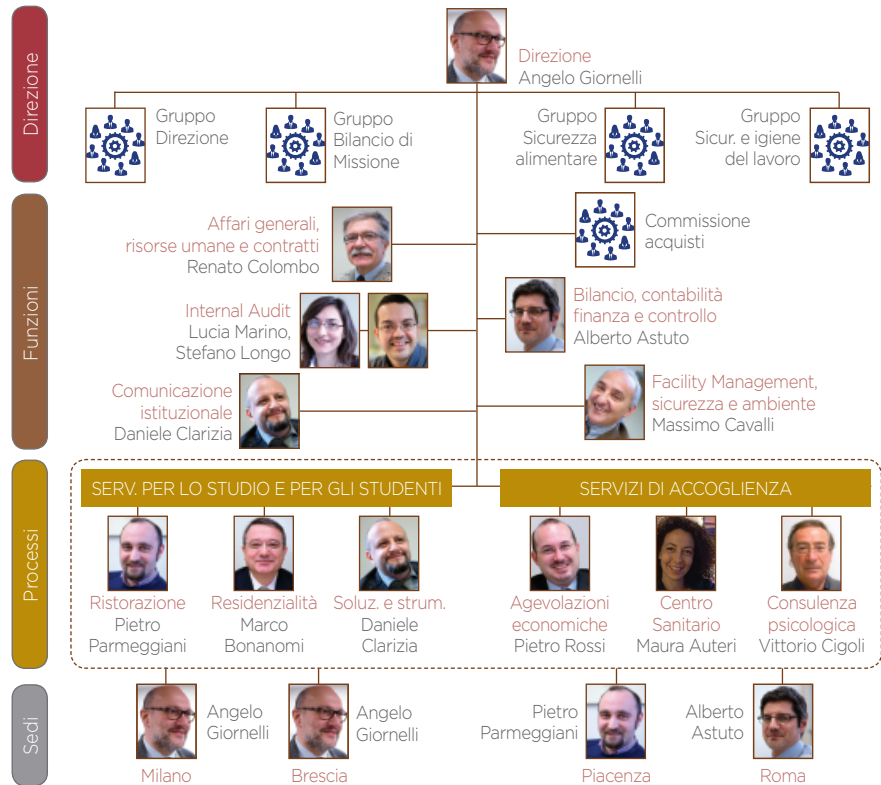 Direzione
Direzione
Angelo Giornelli
Gruppo
Direzione
Gruppo
Bilancio di
Missione
Gruppo
Sicurezza
alimentare
Gruppo
Sicur. e igiene
del lavoro
Funzioni
Affari generali,
risorse umane e contratti
Renato Colombo
Commissione
acquisti
Internal Audit
Lucia Marino,
Stefano Longo
Bilancio, contabilità
finanza e controllo
Alberto Astuto
Comunicazione
istituzionale
Daniele Clarizia
Facility Management,
sicurezza e ambiente
Massimo Cavalli
Processi
SERV. PER LO STUDIO E PER GLI STUDENTI
SERVIZI DI ACCOGLIENZA
Ristorazione
Pietro
Parmeggiani
Residenzialità
Marco
Bonanomi
Soluz. e strum.
Daniele
Clarizia
Agevolazioni
economiche
Pietro Rossi
Centro
Sanitario
Maura Auteri
Consulenza
psicologica
Vittorio Cigoli
Sedi
Angelo
Giornelli
Milano
Angelo
Giornelli
Brescia
Pietro
Parmeggiani
Piacenza
Alberto
Astuto
Roma